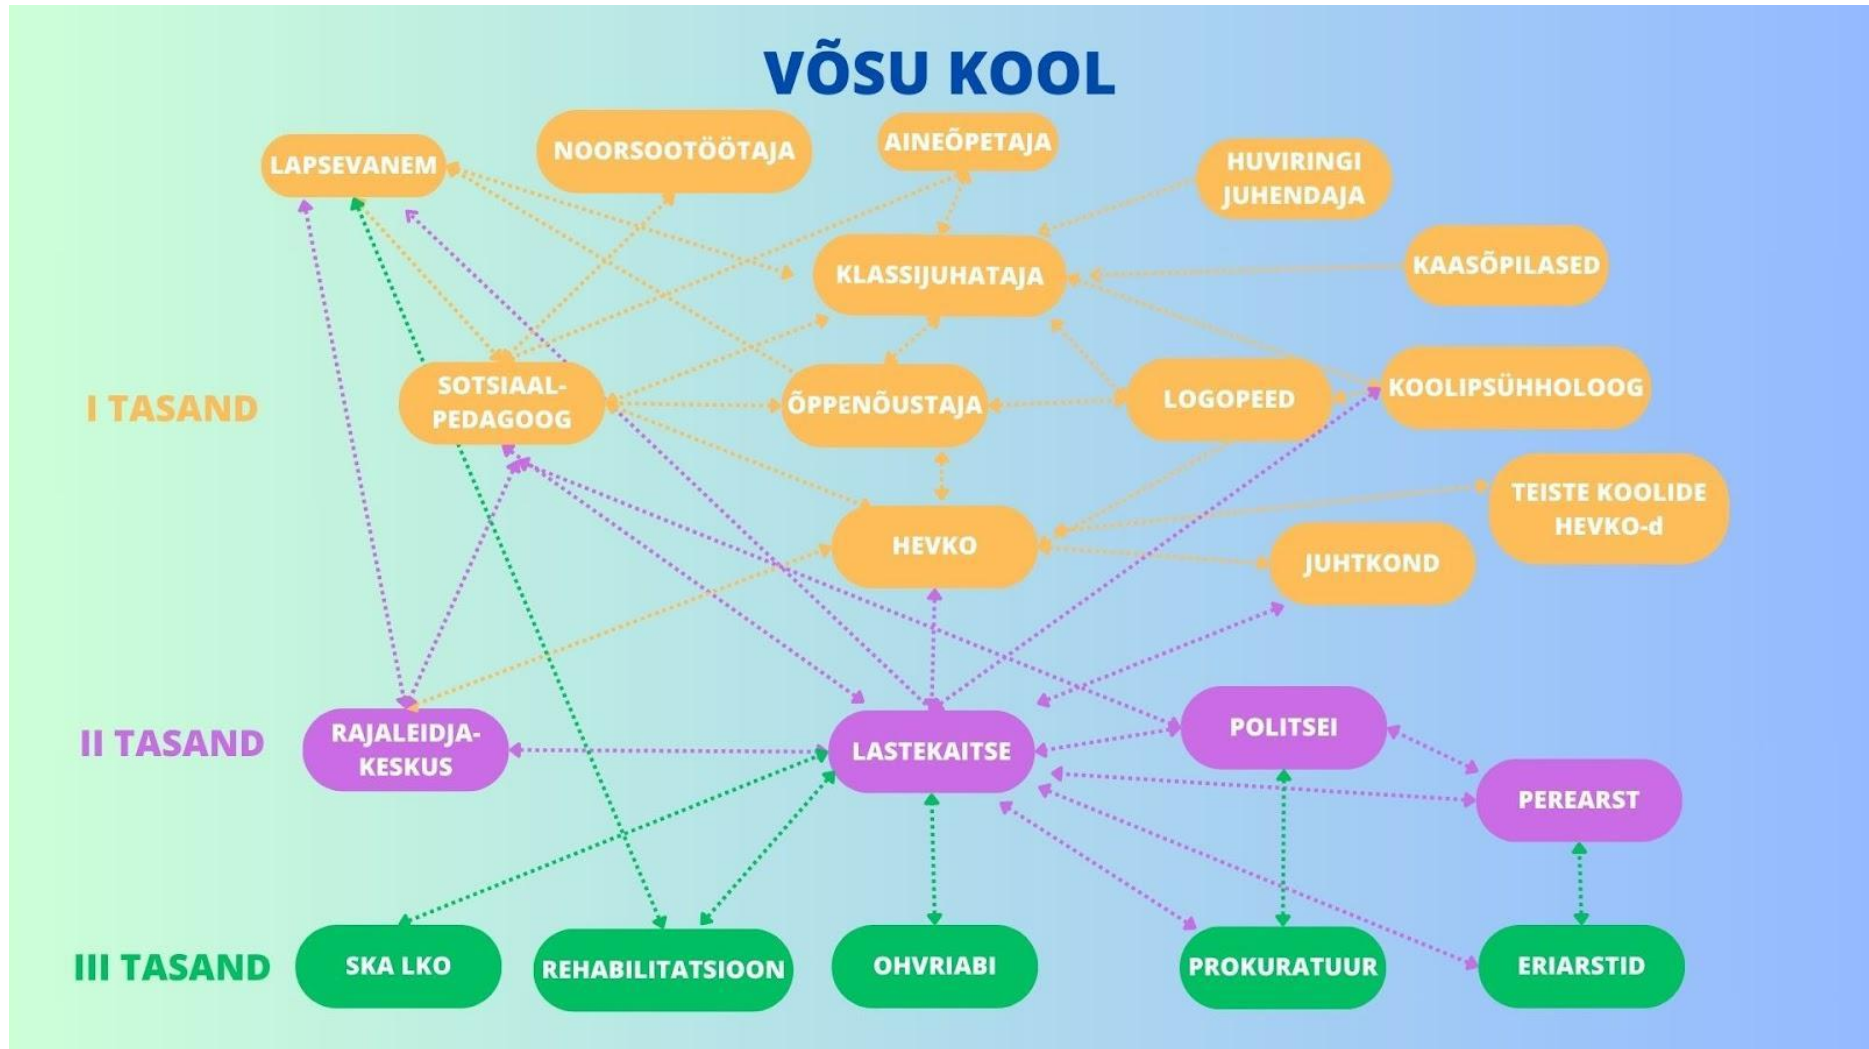 VÕSU KOOL
LAPSEVANEM
NOORSOOTÖÖTAJA
AINEÕPETAJA
HUVIRINGI
JUHENDAJA
KLASSIJUHATAJA
KAASÕPILASED
I TASAND
SOTSIAAL-
PEDAGOOG
ÕPPENÕUSTAJA
LOGOPEED
KOOLIPSÜHHOLOOG
HEVKO
TEISTE KOOLIDE
HEVKO-d
JUHTKOND
II TASAND
RAJALEIDJA-
KESKUS
LASTEKAITSE
POLITSEI
PEREARST
III TASAND
SKA LKO
REHABILITATSIOON
OHVRIABI
PROKURATUUR
ERIARSTID